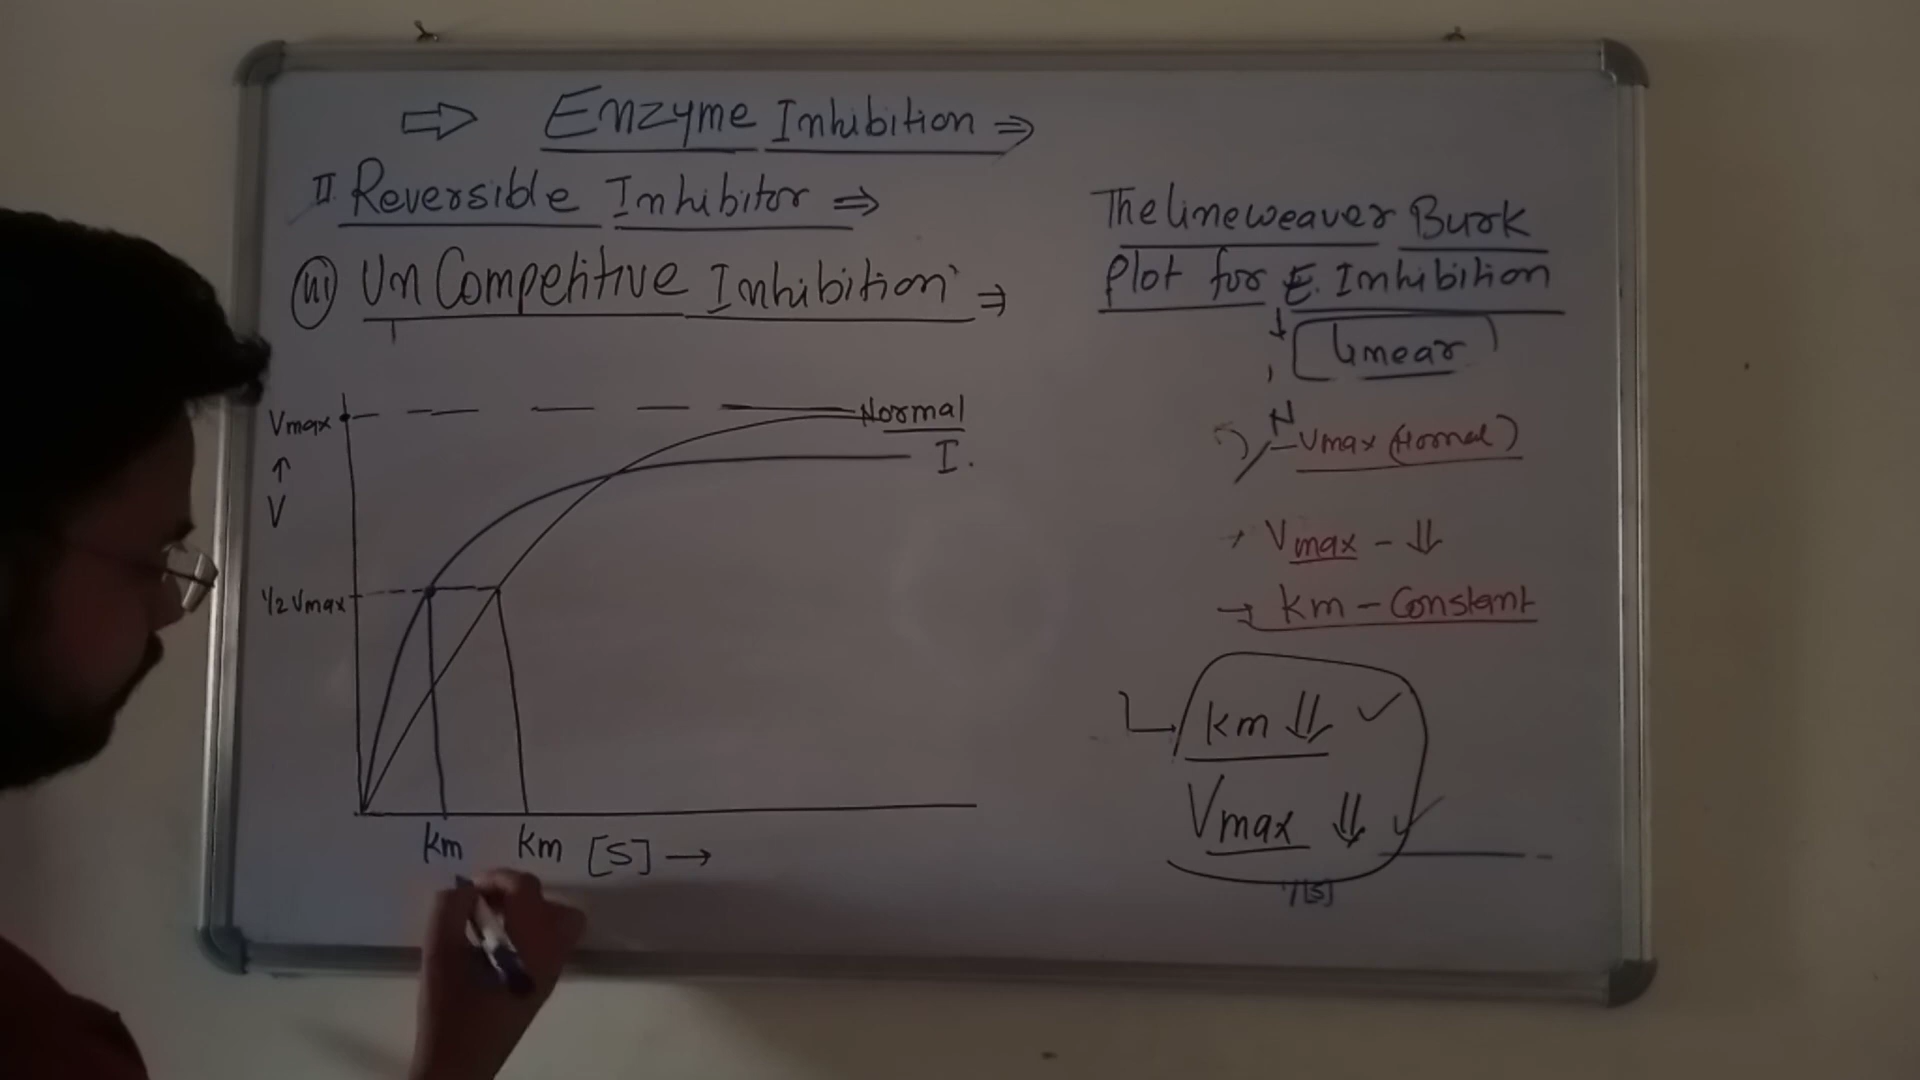 ⇒ Enzyme Inhibition ⇒
II Reversible Inhibitor ⇒
(iii) Un Competitive Inhibition ⇒
Vmax
↑
V
1/2 Vmax
Normal
I.
km km [S] →
The lineweaver Burk
Plot for E. Inhibition
↓
Linear
N
Vmax (Normal)
→ Vmax - ⇓
→ km - Constant
km ⇓ ✓
Vmax ⇓ ✓
1/[S]